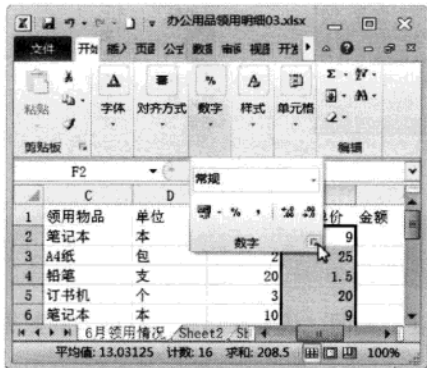 办公用品领用明细03.xlsx
文件 开始 插入 页面 公式 数据 审阅 视图 开发
粘贴 字体 对齐方式 数字 样式 单元格
剪贴板 编辑
F2
常规
数字
C D
1 领用物品 单位 单价 金额
2 笔记本 本 9
3 A4纸 包 2 25
4 铅笔 支 20 1.5
5 订书机 个 3 20
6 笔记本 本 10 9
6月领用情况 Sheet2
平均值: 13.03125 计数: 16 求和: 208.5 100%